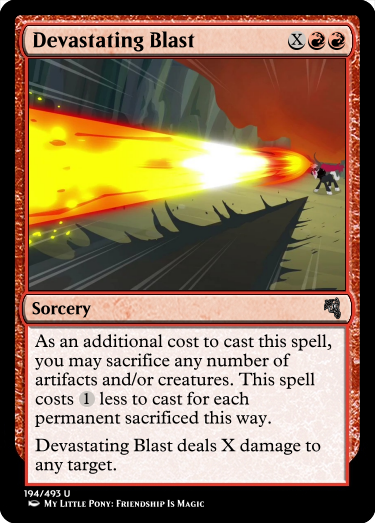 Devastating Blast X
Sorcery
As an additional cost to cast this spell,
you may sacrifice any number of
artifacts and/or creatures. This spell
costs 1 less to cast for each
permanent sacrificed this way.
Devastating Blast deals X damage to
any target.
194/493 U
My Little Pony: Friendship Is Magic